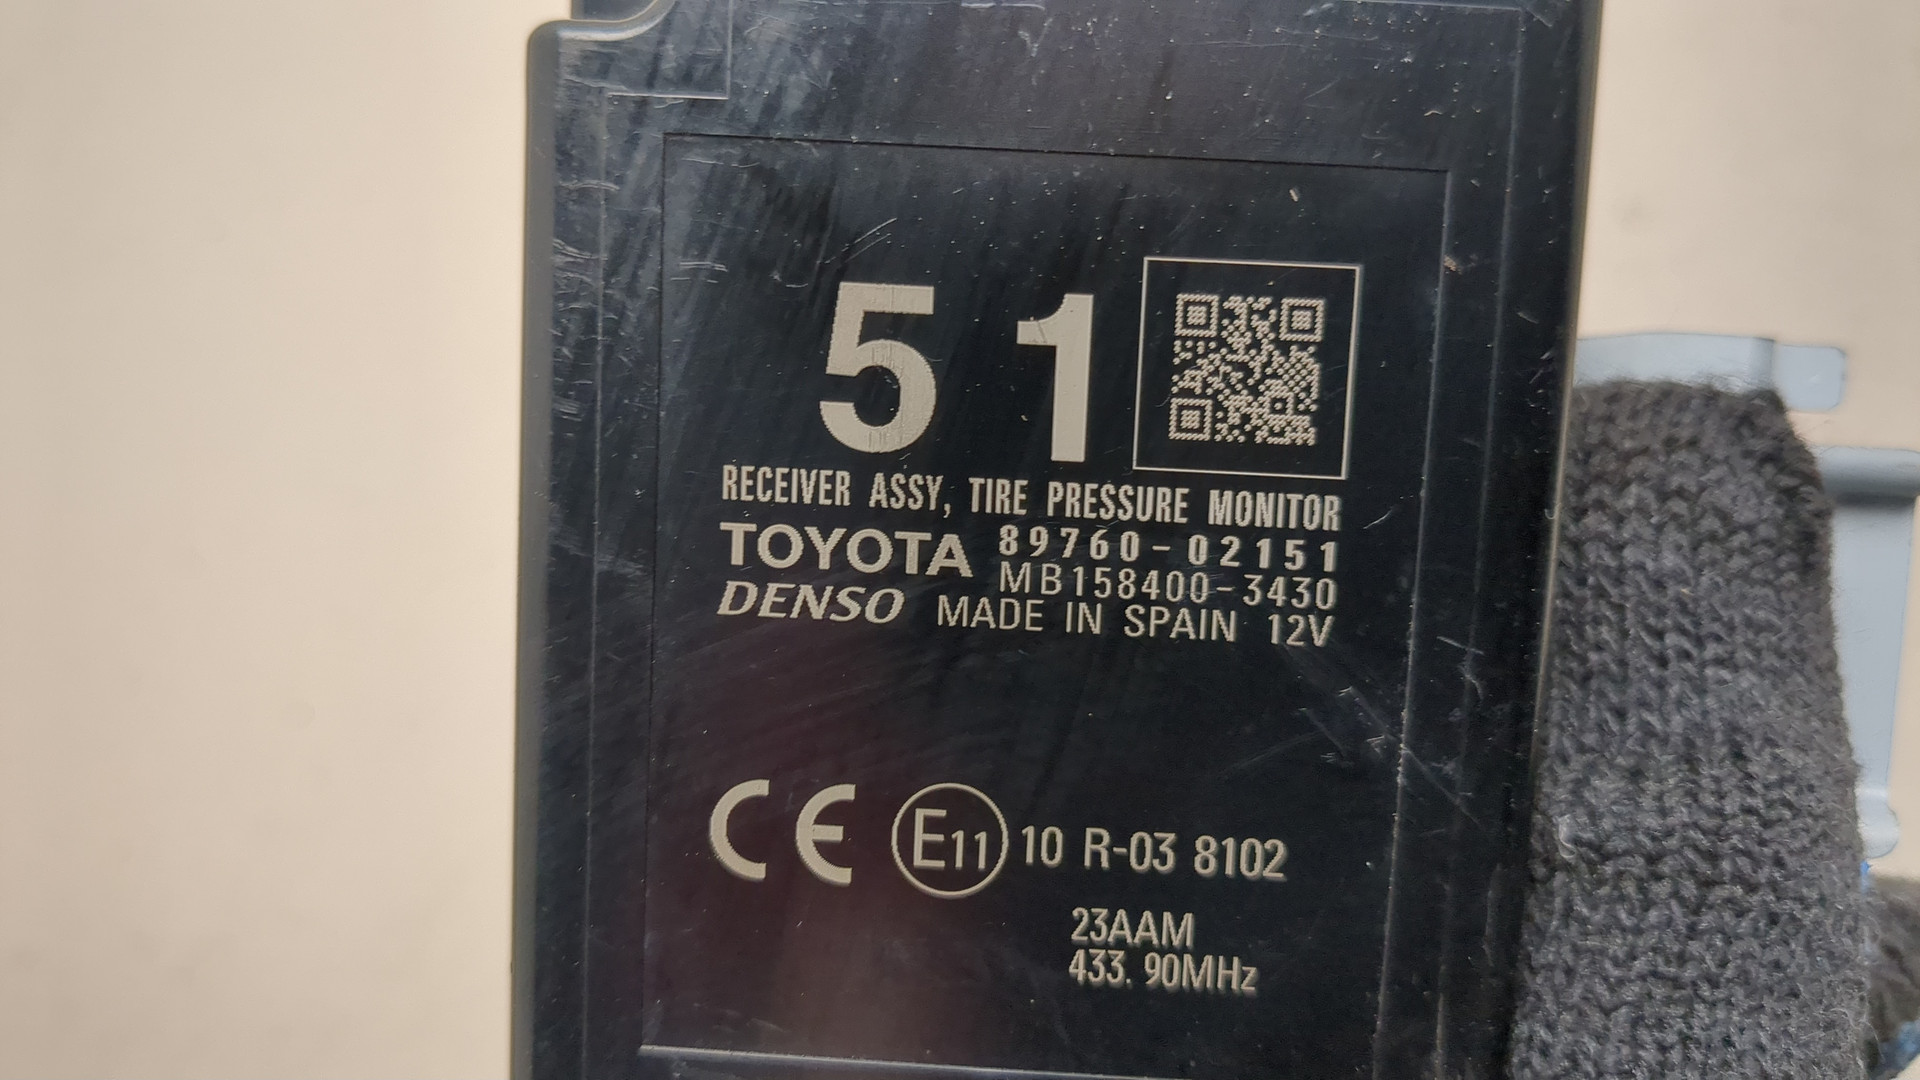 51
RECEIVER ASSY, TIRE PRESSURE MONITOR
TOYOTA 89760-02151
MB158400-3430
DENSO MADE IN SPAIN 12V
CE E11 10 R-03 8102
23AAM
433.90MHz